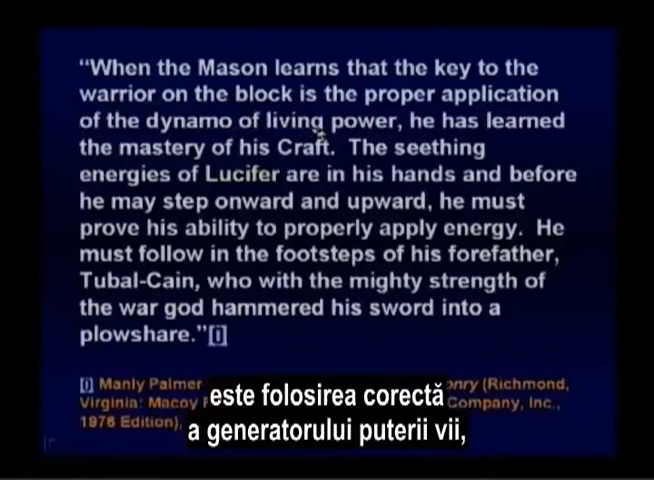 “When the Mason learns that the key to the
warrior on the block is the proper application
of the dynamo of living power, he has learned
the mastery of his Craft. The seething
energies of Lucifer are in his hands and before
he may step onward and upward, he must
prove his ability to properly apply energy. He
must follow in the footsteps of his forefather,
Tubal-Cain, who with the mighty strength of
the war god hammered his sword into a
plowshare.”[i]
[i] Manly Palmer onry (Richmond,
Virginia: Macoy Company, Inc.,
1976 Edition),
este folosirea corectă
a generatorului puterii vii,